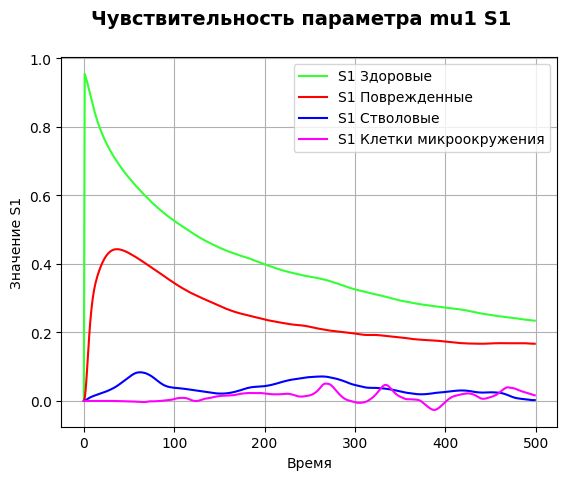 Чувствительность параметра mu1 S1
S1 Здоровые
S1 Поврежденные
S1 Стволовые
S1 Клетки микроокружения
Значение S1
1.0
0.8
0.6
0.4
0.2
0.0
0 100 200 300 400 500
Время